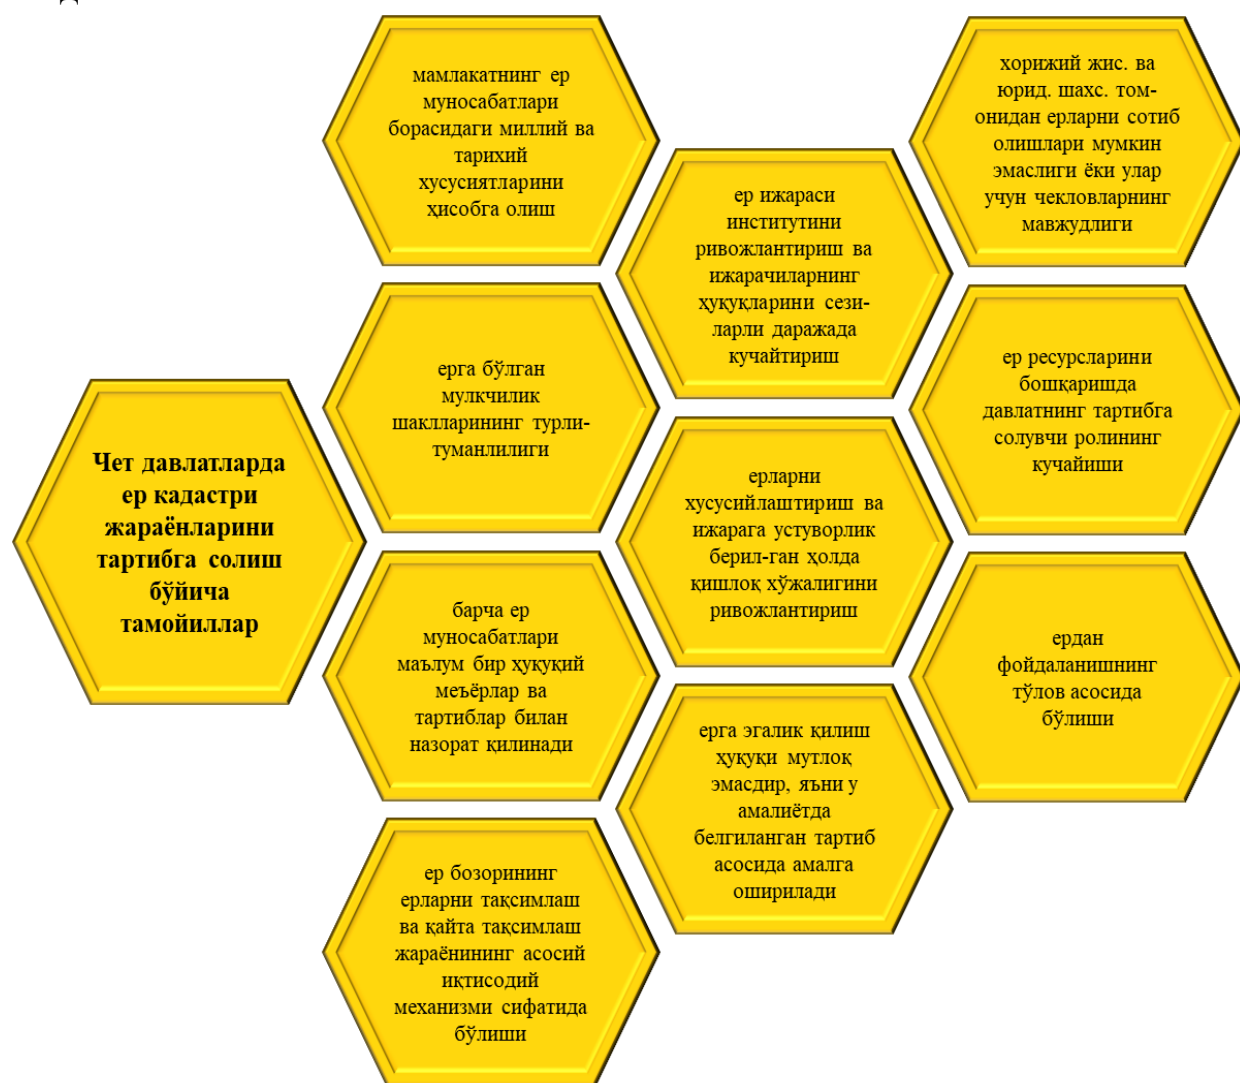 Чет давлатларда
ер кадастри
жараёнларини
тартибга солиш
бўйича
тамойиллар
мамлакатнинг ер
муносабатлари
борасидаги миллий ва
тарихий
хусусиятларини
ҳисобга олиш
ерга бўлган
мулкчилик
шаклларининг турли-
туманлилиги
барча ер
муносабатлари
маълум бир ҳуқуқий
меъёрлар ва
тартиблар билан
назорат қилинади
ер бозорининг
ерларни тақсимлаш
ва қайта тақсимлаш
жараёнининг асосий
иқтисодий
механизми сифатида
бўлиши
ер ижараси
институтини
ривожлантириш ва
ижарачиларнинг
ҳуқуқларини сези-
ларли даражада
кучайтириш
ерларни
хусусийлаштириш ва
ижарага устуворлик
берил-ган ҳолда
қишлоқ хўжалигини
ривожлантириш
ерга эгалик қилиш
ҳуқуқи мутлоқ
эмасдир, яъни у
амалиётда
белгиланган тартиб
асосида амалга
оширилади
хорижий жис. ва
юрид. шахс. том-
онидан ерларни сотиб
олишлари мумкин
эмаслиги ёки улар
учун чекловларнинг
мавжудлиги
ер ресурсларини
бошқаришда
давлатнинг тартибга
солувчи ролининг
кучайиши
ердан
фойдаланишнинг
тўлов асосида
бўлиши